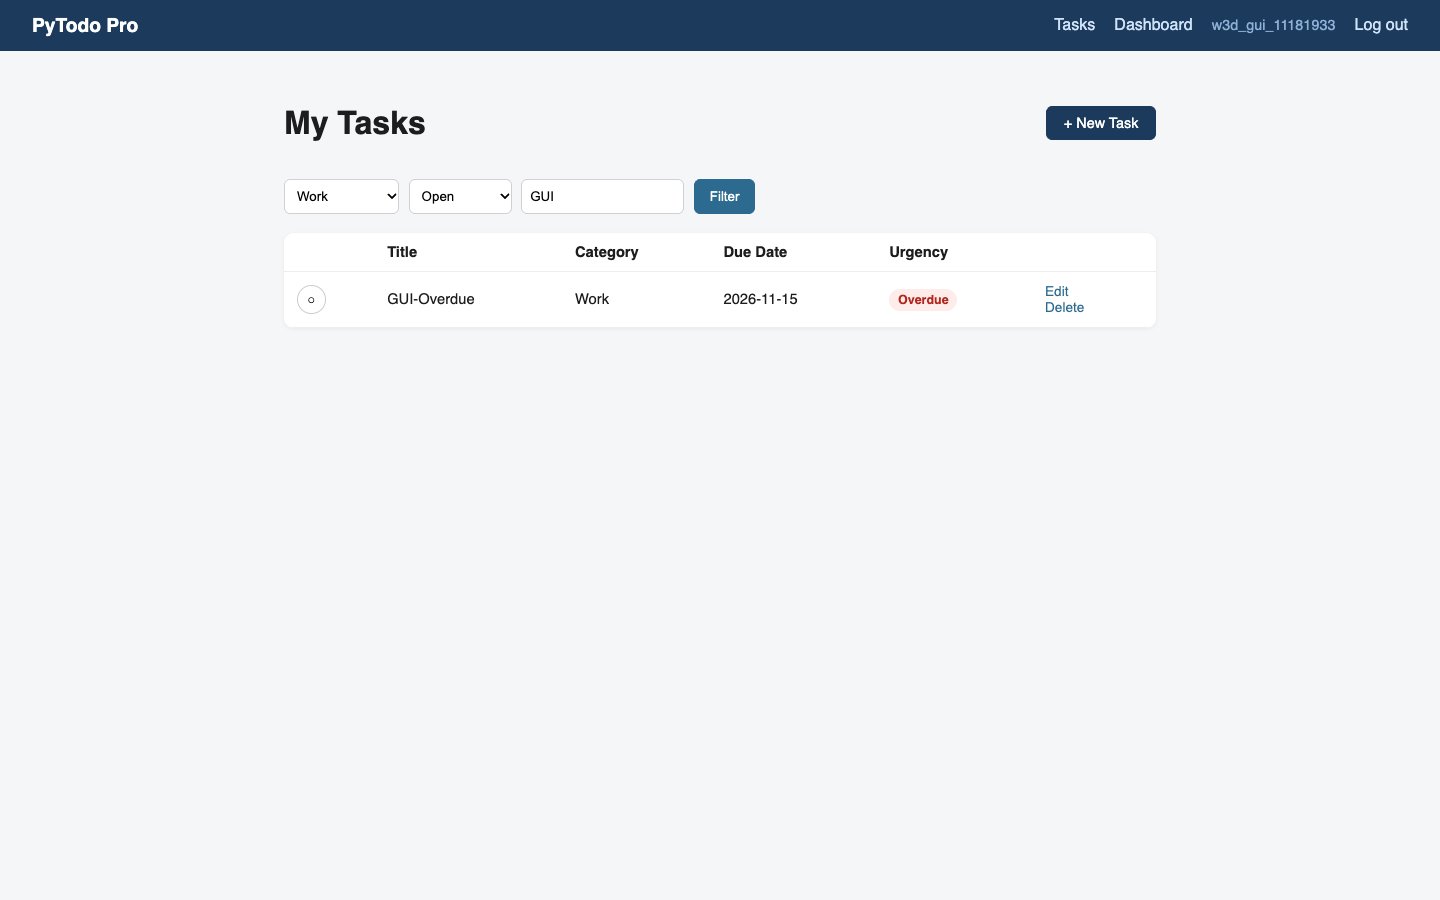 PyTodo Pro
Tasks Dashboard w3d_gui_11181933 Log out
My Tasks
+ New Task
Work Open GUI Filter
Title Category Due Date Urgency
GUI-Overdue Work 2026-11-15 Overdue Edit
Delete